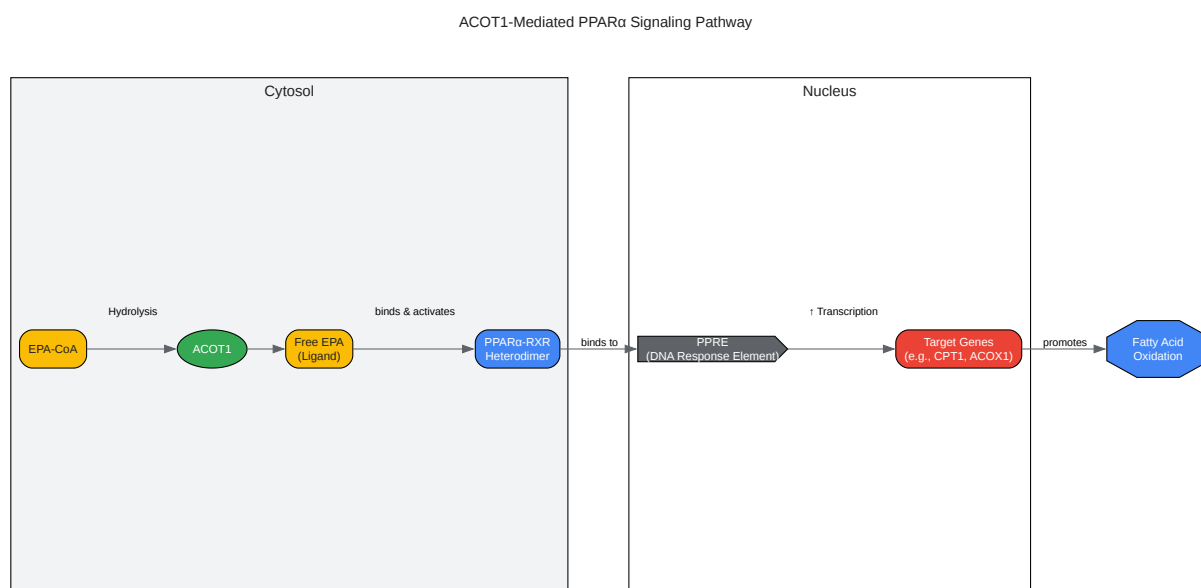 ACOT1-Mediated PPARα Signaling Pathway
Cytosol
Nucleus
EPA-CoA
Hydrolysis
ACOT1
Free EPA
(Ligand)
binds & activates
PPARα-RXR
Heterodimer
binds to
PPRE
(DNA Response Element)
↑ Transcription
Target Genes
(e.g., CPT1, ACOX1)
promotes
Fatty Acid
Oxidation